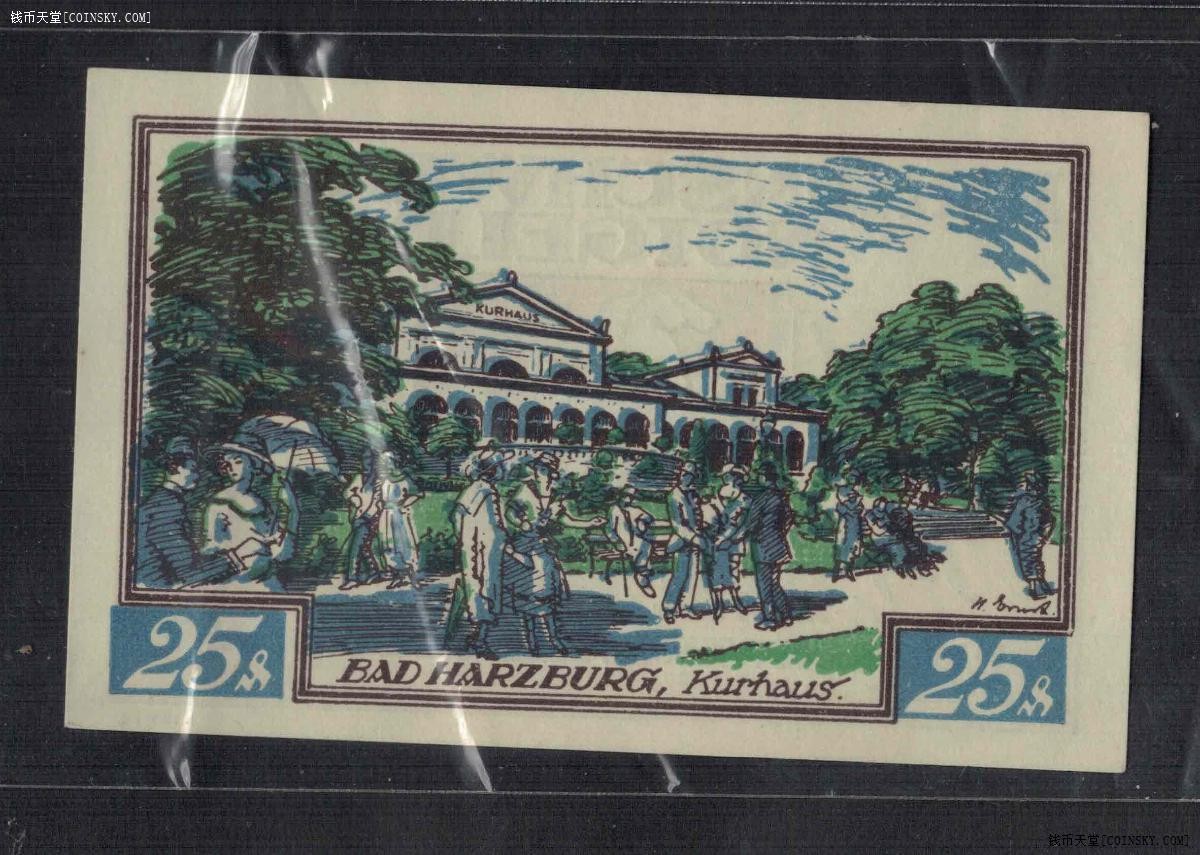 钱币天堂[COINSKY.COM]
KURHAUS
25 ₰
25 ₰
BAD HARZBURG, Kurhaus.
钱币天堂[COINSKY.COM]